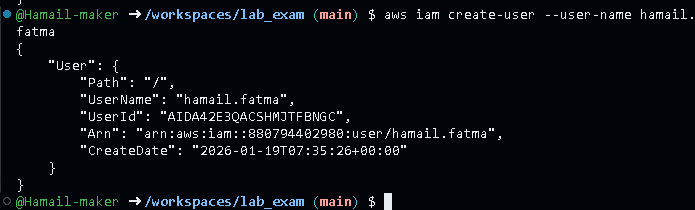 }
@Hamail-maker ➜ /workspaces/lab_exam (main) $ aws iam create-user --user-name hamail.
fatma
{
    "User": {
        "Path": "/",
        "UserName": "hamail.fatma",
        "UserId": "AIDA42E3QACSHMJTFBNGC",
        "Arn": "arn:aws:iam::880794402980:user/hamail.fatma",
        "CreateDate": "2026-01-19T07:35:26+00:00"
    }
}
@Hamail-maker ➜ /workspaces/lab_exam (main) $